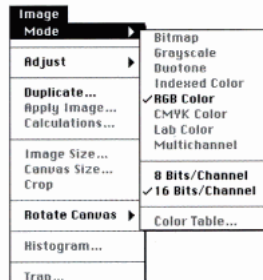 Image
Mode
Adjust
Duplicate...
Apply Image...
Calculations...
Image Size...
Canvas Size...
Crop
Rotate Canvas
Histogram...
Trap...
Bitmap
Grayscale
Duotone
Indexed Color
✓RGB Color
CMYK Color
Lab Color
Multichannel
8 Bits/Channel
✓16 Bits/Channel
Color Table...